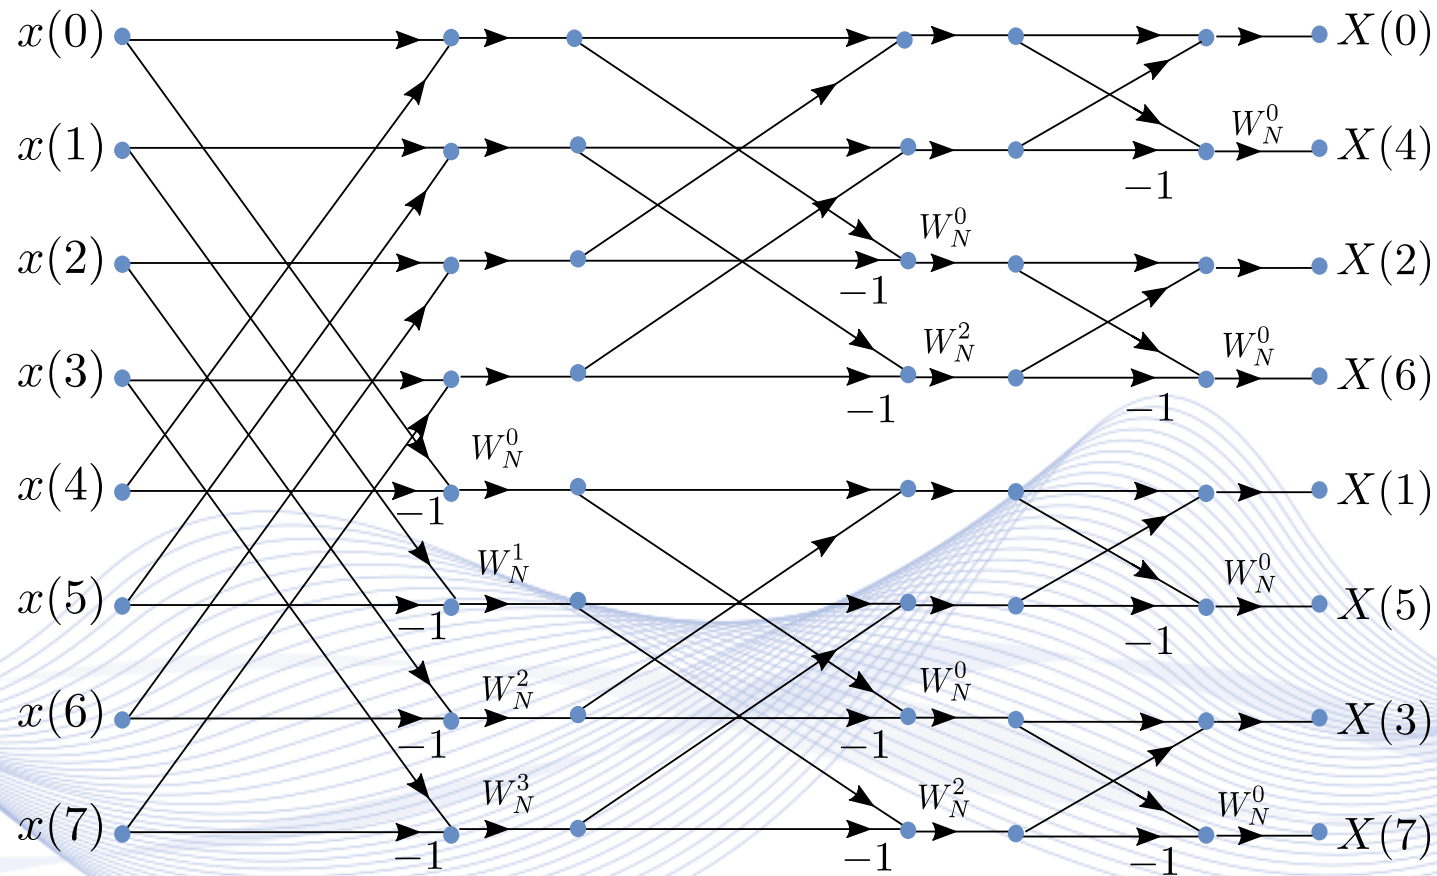 x(0) X(0)
W_N^0
x(1) X(4)
−1
W_N^0
x(2) X(2)
−1
W_N^2 W_N^0
x(3) X(6)
−1 −1
W_N^0
x(4) X(1)
−1
W_N^1 W_N^0
x(5) X(5)
−1 −1
W_N^2 W_N^0
x(6) X(3)
−1 −1
W_N^3 W_N^2 W_N^0
x(7) X(7)
−1 −1 −1